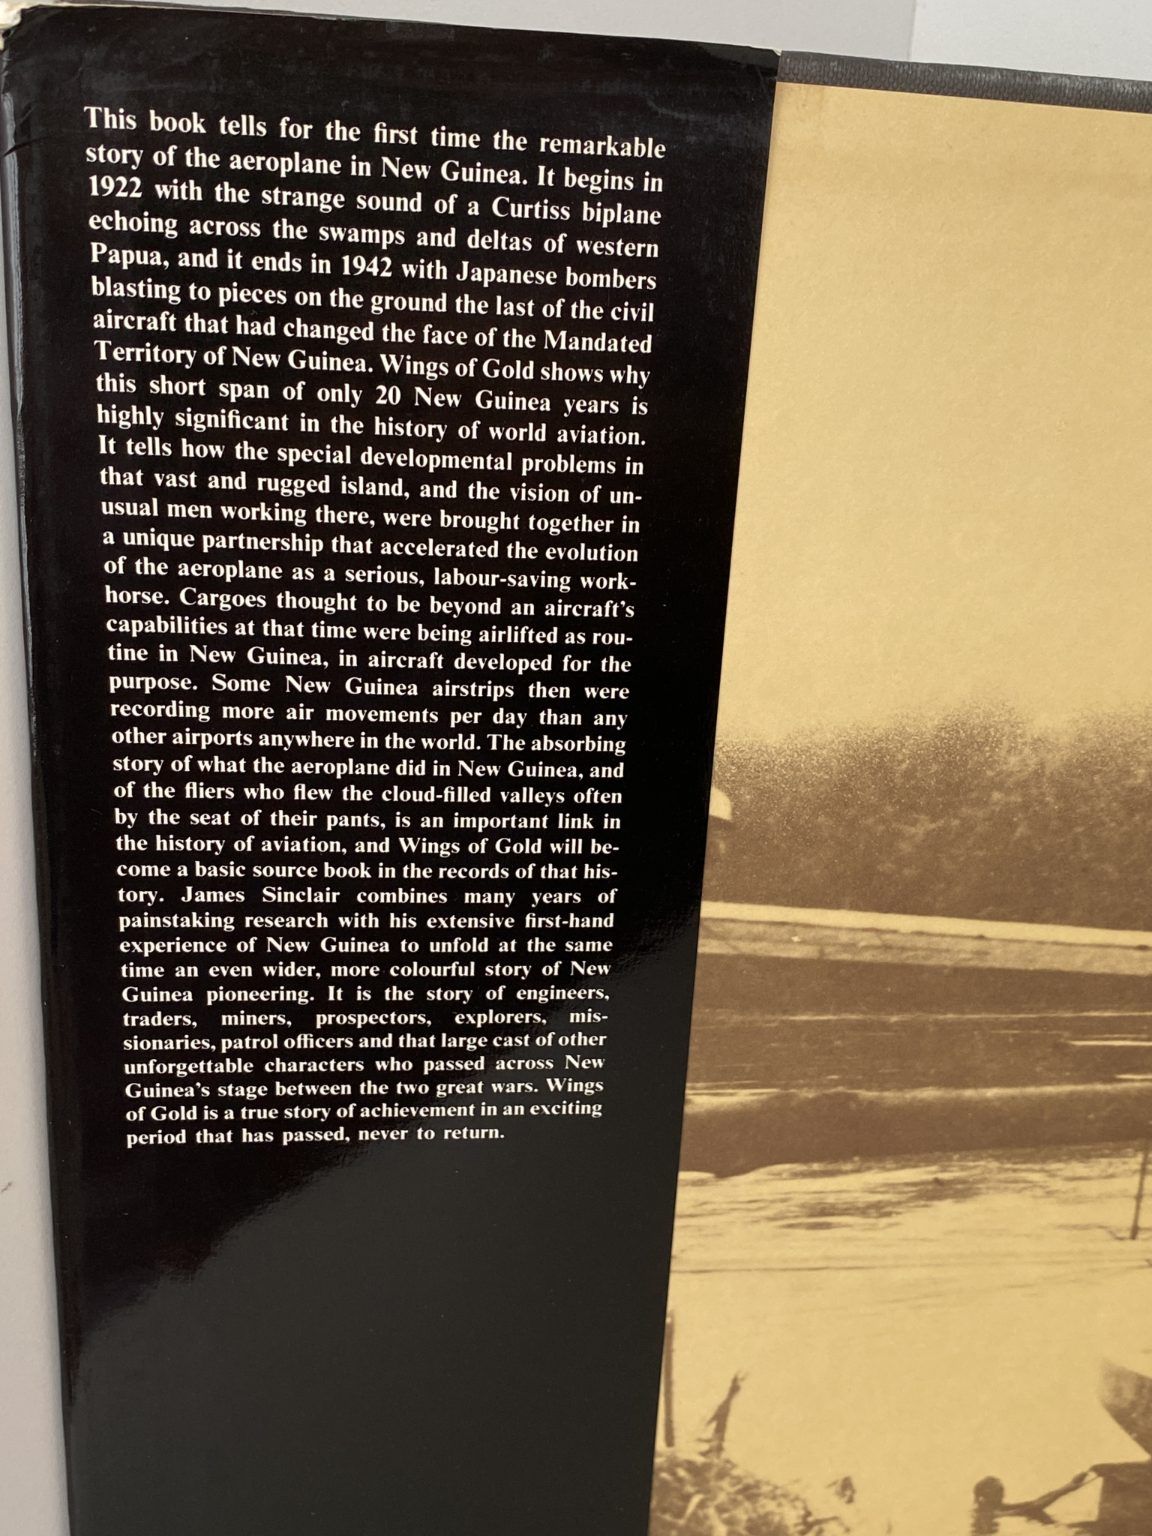 This book tells for the first time the remarkable
story of the aeroplane in New Guinea. It begins in
1922 with the strange sound of a Curtiss biplane
echoing across the swamps and deltas of western
Papua, and it ends in 1942 with Japanese bombers
blasting to pieces on the ground the last of the civil
aircraft that had changed the face of the Mandated
Territory of New Guinea. Wings of Gold shows why
this short span of only 20 New Guinea years is
highly significant in the history of world aviation.
It tells how the special developmental problems in
that vast and rugged island, and the vision of un-
usual men working there, were brought together in
a unique partnership that accelerated the evolution
of the aeroplane as a serious, labour-saving work-
horse. Cargoes thought to be beyond an aircraft's
capabilities at that time were being airlifted as rou-
tine in New Guinea, in aircraft developed for the
purpose. Some New Guinea airstrips then were
recording more air movements per day than any
other airports anywhere in the world. The absorbing
story of what the aeroplane did in New Guinea, and
of the fliers who flew the cloud-filled valleys often
by the seat of their pants, is an important link in
the history of aviation, and Wings of Gold will be-
come a basic source book in the records of that his-
tory. James Sinclair combines many years of
painstaking research with his extensive first-hand
experience of New Guinea to unfold at the same
time an even wider, more colourful story of New
Guinea pioneering. It is the story of engineers,
traders, miners, prospectors, explorers, mis-
sionaries, patrol officers and that large cast of other
unforgettable characters who passed across New
Guinea's stage between the two great wars. Wings
of Gold is a true story of achievement in an exciting
period that has passed, never to return.